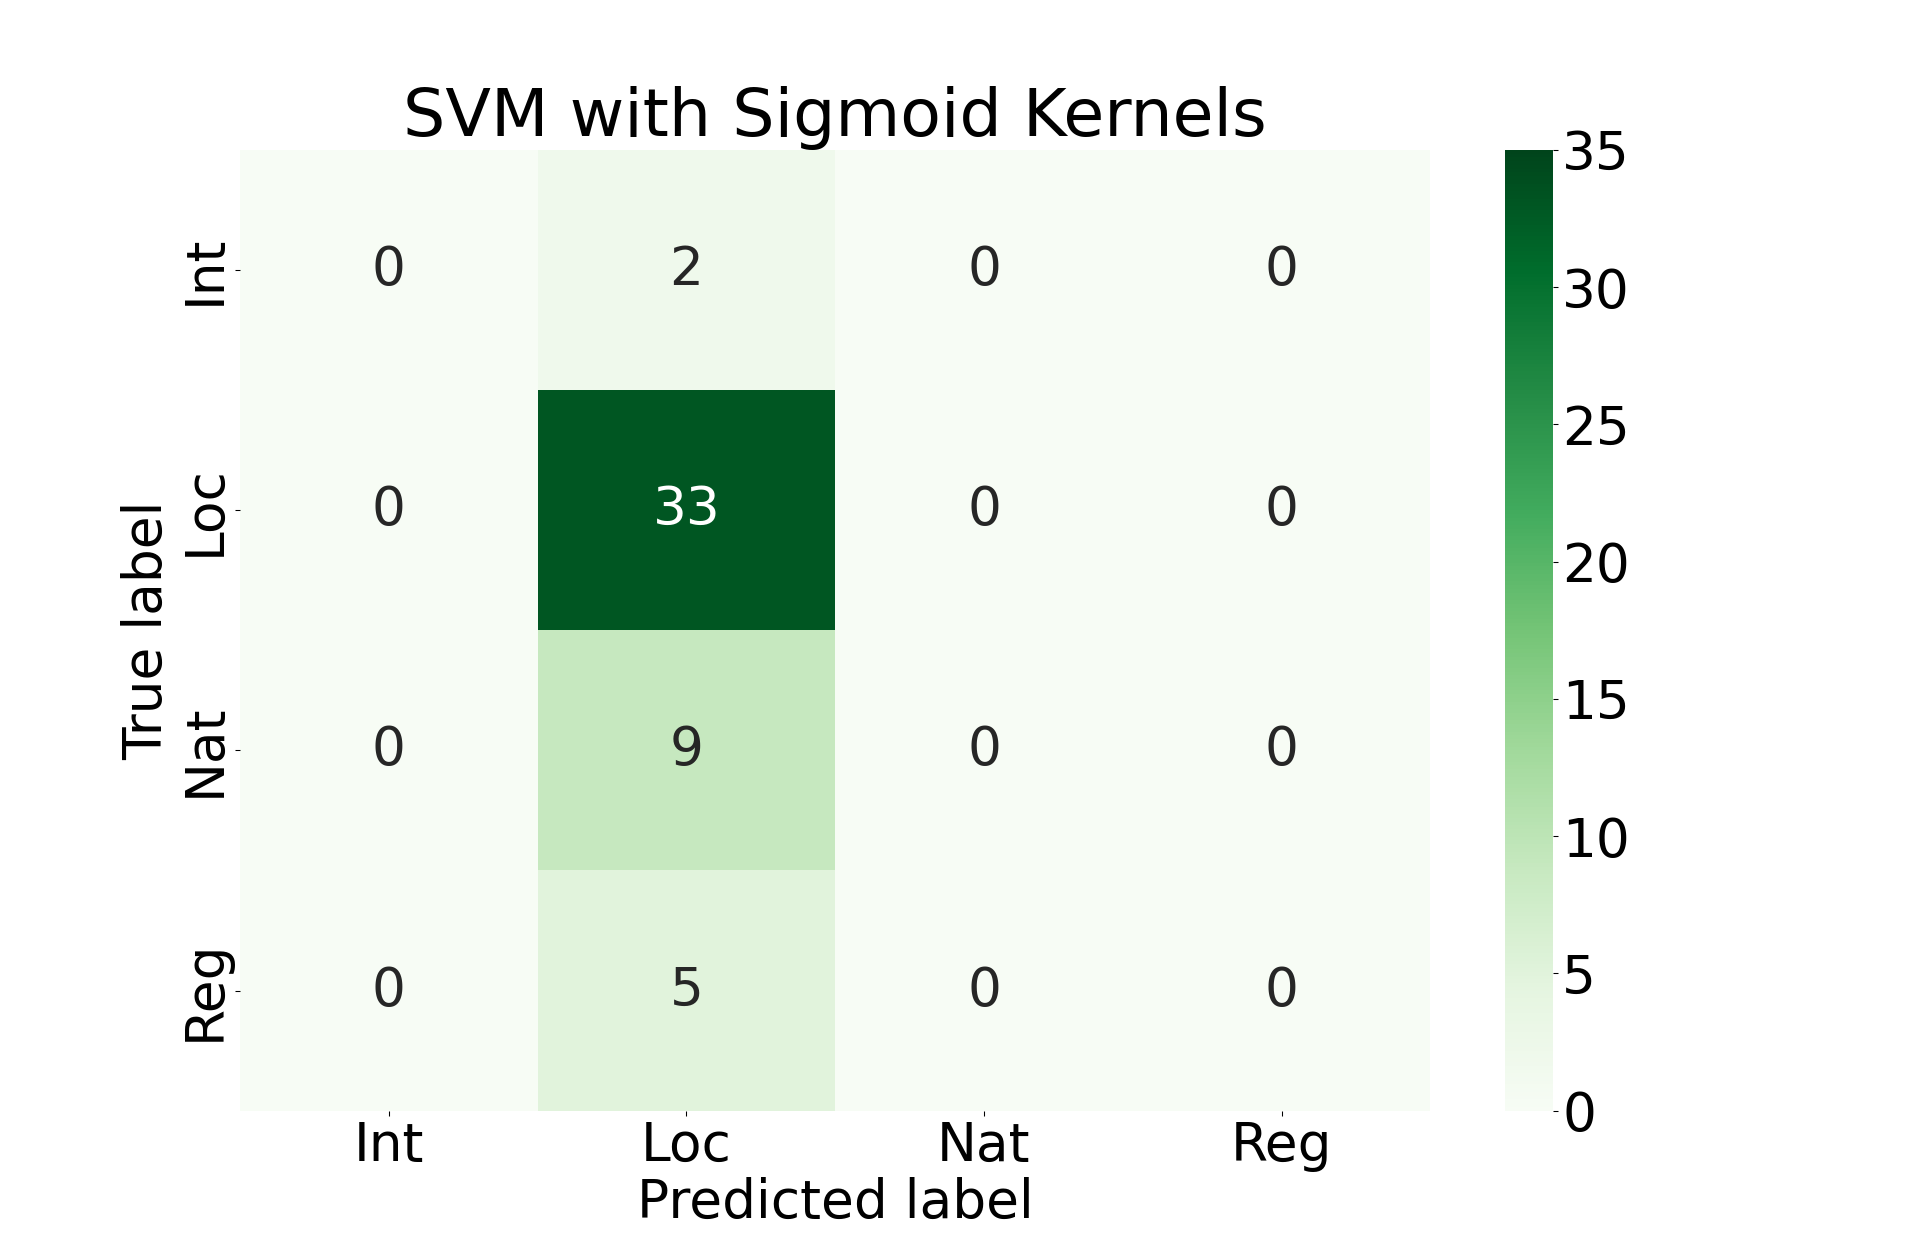 SVM with Sigmoid Kernels
True label
Int
0 2 0 0
Loc
0 33 0 0
Nat
0 9 0 0
Reg
0 5 0 0
Int Loc Nat Reg
Predicted label
35
30
25
20
15
10
5
0